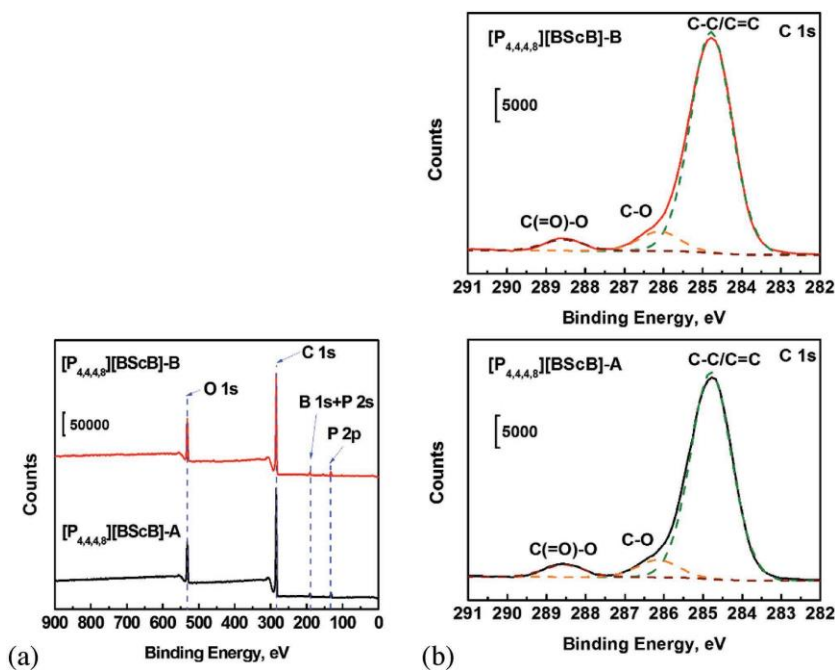 [P4,4,4,8][BScB]-B
C 1s
O 1s
B 1s+P 2s
P 2p
50000
[P4,4,4,8][BScB]-A
Counts
900 800 700 600 500 400 300 200 100 0
Binding Energy, eV
(a)
[P4,4,4,8][BScB]-B
C-C/C=C
C 1s
5000
C(=O)-O
C-O
Counts
291 290 289 288 287 286 285 284 283 282
Binding Energy, eV
[P4,4,4,8][BScB]-A
C-C/C=C
C 1s
5000
C(=O)-O
C-O
Counts
291 290 289 288 287 286 285 284 283 282
Binding Energy, eV
(b)